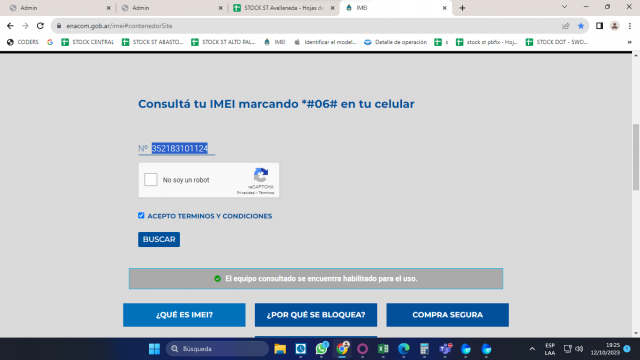 Admin
Admin
STOCK ST Avellaneda - Hojas de
IMEI
enacom.gob.ar/imei#contenedorSite
CODERS
STOCK CENTRAL
STOCK ST ABASTO...
STOCK ST ALTO PAL...
IMEI
Identificar el model...
Detalle de operación
stock st pbfix - Hoj...
STOCK DOT - SWO...
Consultá tu IMEI marcando *#06# en tu celular
Nº 352183101124
No soy un robot
reCAPTCHA
Privacidad - Términos
ACEPTO TERMINOS Y CONDICIONES
BUSCAR
El equipo consultado se encuentra habilitado para el uso.
¿QUÉ ES IMEI?
¿POR QUÉ SE BLOQUEA?
COMPRA SEGURA
Búsqueda
ESP
LAA
19:25
12/10/2023